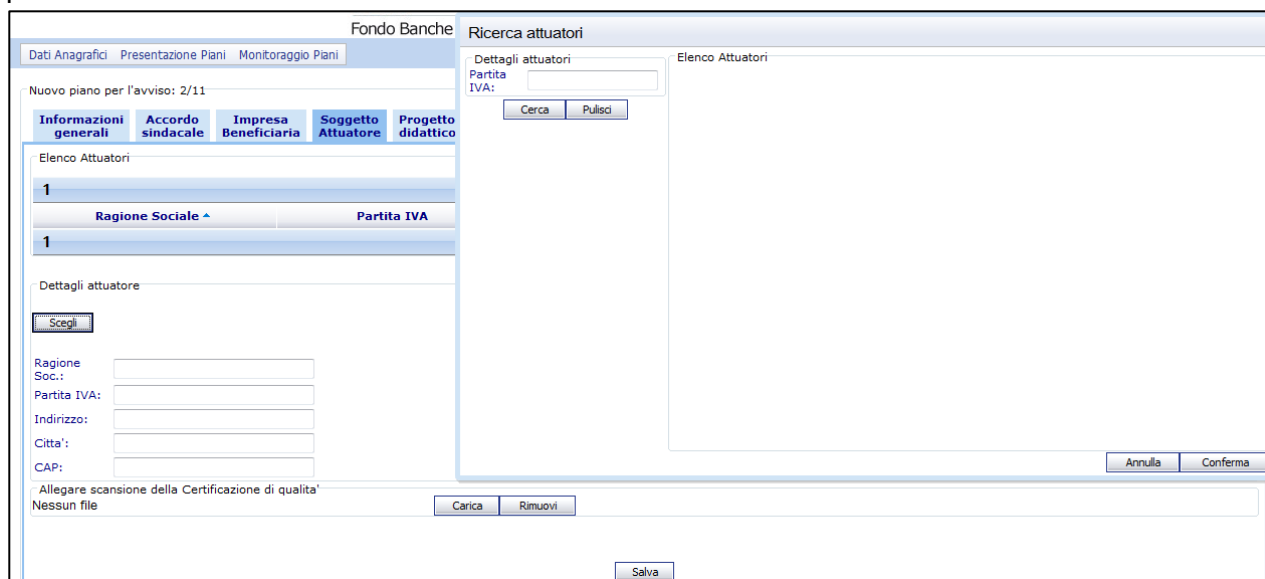 Fondo Banche
Dati Anagrafici Presentazione Piani Monitoraggio Piani
Nuovo piano per l'avviso: 2/11
Informazioni generali
Accordo sindacale
Impresa Beneficiaria
Soggetto Attuatore
Progetto didattico
Elenco Attuatori
1
Ragione Sociale Partita IVA
1
Dettagli attuatore
Scegli
Ragione
Soc.:
Partita IVA:
Indirizzo:
Citta':
CAP:
Allegare scansione della Certificazione di qualita'
Nessun file Carica Rimuovi
Salva
Ricerca attuatori
Dettagli attuatori
Partita
IVA:
Cerca Pulisci
Elenco Attuatori
Annulla Conferma